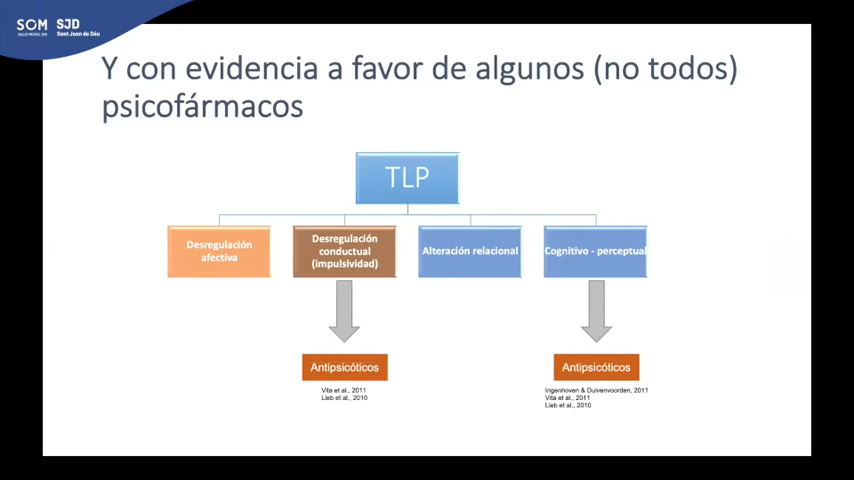 SOM
SALUD MENTAL 360
SJD
Sant Joan de Déu
Y con evidencia a favor de algunos (no todos)
psicofármacos
TLP
Desregulación
afectiva
Desregulación
conductual
(impulsividad)
Alteración relacional
Cognitivo - perceptual
Antipsicóticos
Vita et al., 2011
Lieb et al., 2010
Antipsicóticos
Ingenhoven & Duivenvoorden, 2011
Vita et al., 2011
Lieb et al., 2010